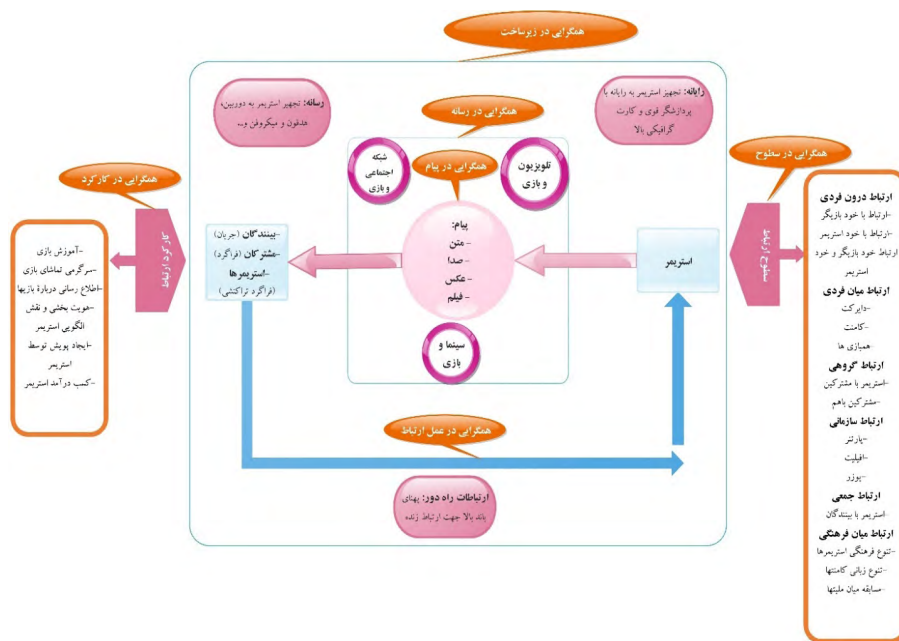 همگرایی در زیرساخت
رایانه: تجهیز استریمر به رایانه با
پردازشگر قوی و کارت
گرافیکی بالا
رسانه: تجهیز استریمر به دوربین،
هدفون و میکروفن و...
همگرایی در رسانه
تلویزیون
و بازی
همگرایی در پیام
شبکه
اجتماعی
و بازی
پیام:
- متن
- صدا
- عکس
- فیلم
سینما و
بازی
همگرایی در سطوح
سطوح ارتباط
ارتباط درون فردی
-ارتباط با خود بازیگر
-ارتباط با خود استریمر
ارتباط خود بازیگر و خود
استریمر
ارتباط میان فردی
-دایرکت
-کامنت
-همبازی ها
ارتباط گروهی
-استریمر با مشترکین
-مشترکین باهم
ارتباط سازمانی
-پارتنر
-افیلیت
-یوزر
ارتباط جمعی
-استریمر با بینندگان
ارتباط میان فرهنگی
-تنوع فرهنگی استریمرها
-تنوع زبانی کامنتها
-مسابقه میان ملیتها
استریمر
-بینندگان (جریان)
-مشترکان (فراگرد)
-استریمرها
(فراگرد تراکنشی)
همگرایی در کارکرد
کارکرد ارتباط
-آموزش بازی
-سرگرمی تماشای بازی
-اطلاع رسانی دربارۀ بازیها
-هویت بخشی و نقش
الگویی استریمر
-ایجاد پویش توسط
استریمر
-کسب درآمد استریمر
همگرایی در عمل ارتباط
ارتباطات راه دور: پهنای
باند بالا جهت ارتباط زنده